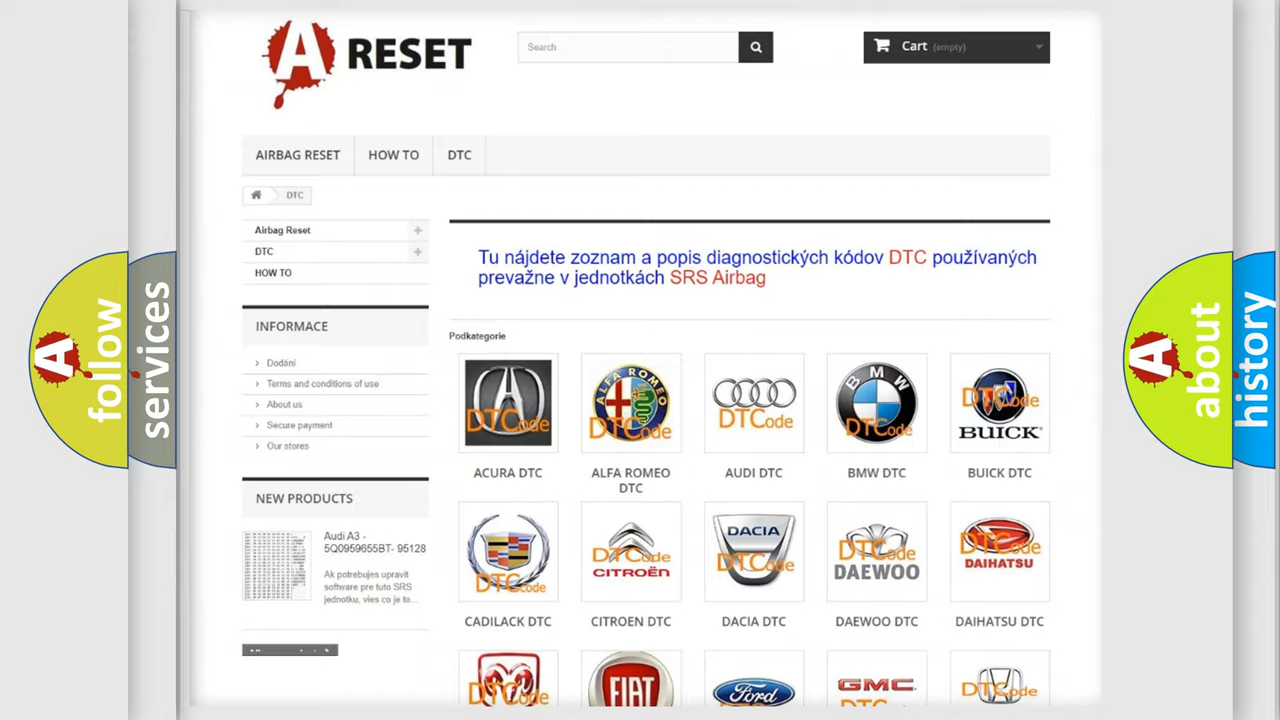 A RESET
Search
Cart (empty)
AIRBAG RESET
HOW TO
DTC
DTC
Airbag Reset
DTC
HOW TO
INFORMACE
Dodání
Terms and conditions of use
About us
Secure payment
Our stores
NEW PRODUCTS
Audi A3 -
5Q0959655BT- 95128
Ak potrebujes upravit
software pre tuto SRS
jednotku, vies co je to...
Tu nájdete zoznam a popis diagnostických kódov DTC používaných
prevažne v jednotkách SRS Airbag
Podkategorie
DTCode
ALFA ROMEO
DTCode
DTCode
BMW
DTCode
DTCode
BUICK
ACURA DTC
ALFA ROMEO
DTC
AUDI DTC
BMW DTC
BUICK DTC
DTCode
DTCode
CITROËN
DACIA
DTCode
DTCode
DAEWOO
DTCode
DAIHATSU
CADILACK DTC
CITROEN DTC
DACIA DTC
DAEWOO DTC
DAIHATSU DTC
DTCode
FIAT
Ford
GMC
DTCode
A follow
services
A about
history